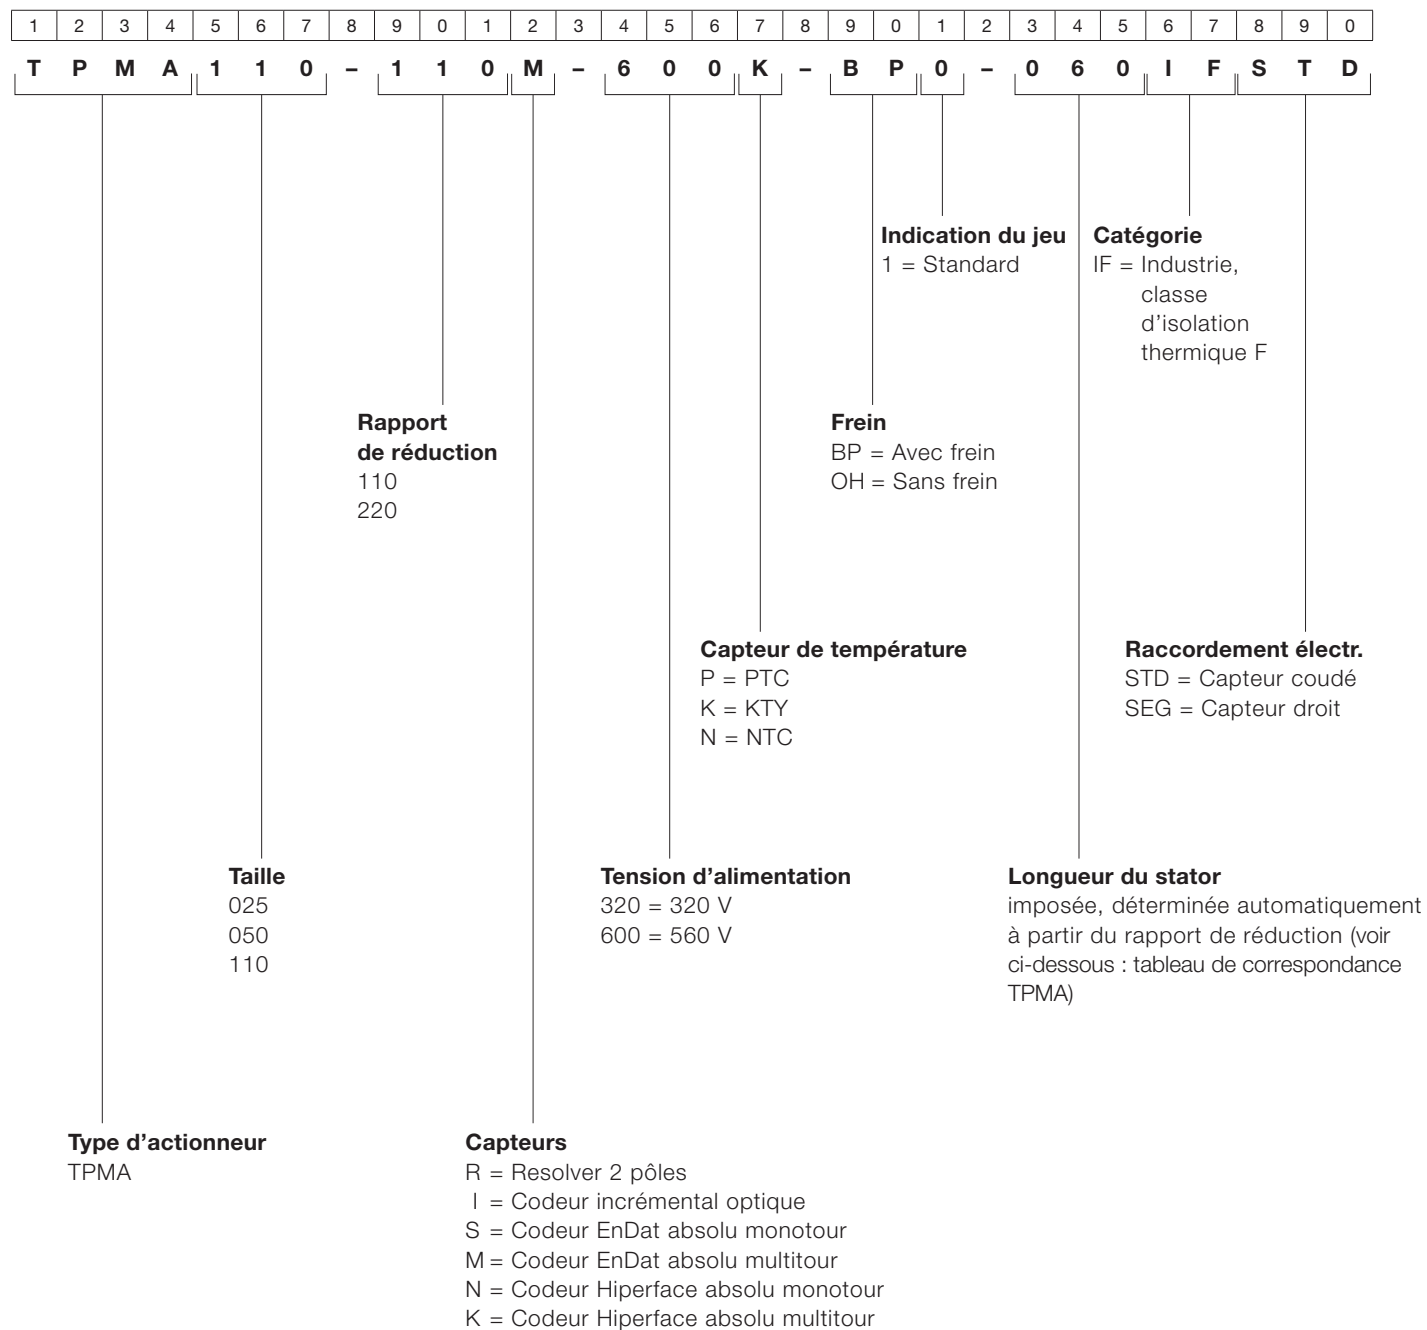 1 2 3 4 5 6 7 8 9 0 1 2 3 4 5 6 7 8 9 0 1 2 3 4 5 6 7 8 9 0
T P M A 1 1 0 – 1 1 0 M – 6 0 0 K – B P 0 – 0 6 0 I F S T D
Indication du jeu
1 = Standard
Catégorie
IF = Industrie,
classe
d’isolation
thermique F
Rapport
de réduction
110
220
Frein
BP = Avec frein
OH = Sans frein
Capteur de température
P = PTC
K = KTY
N = NTC
Raccordement électr.
STD = Capteur coudé
SEG = Capteur droit
Taille
025
050
110
Tension d’alimentation
320 = 320 V
600 = 560 V
Longueur du stator
imposée, déterminée automatiquement
à partir du rapport de réduction (voir
ci-dessous : tableau de correspondance
TPMA)
Type d’actionneur
TPMA
Capteurs
R = Resolver 2 pôles
I = Codeur incrémental optique
S = Codeur EnDat absolu monotour
M = Codeur EnDat absolu multitour
N = Codeur Hiperface absolu monotour
K = Codeur Hiperface absolu multitour